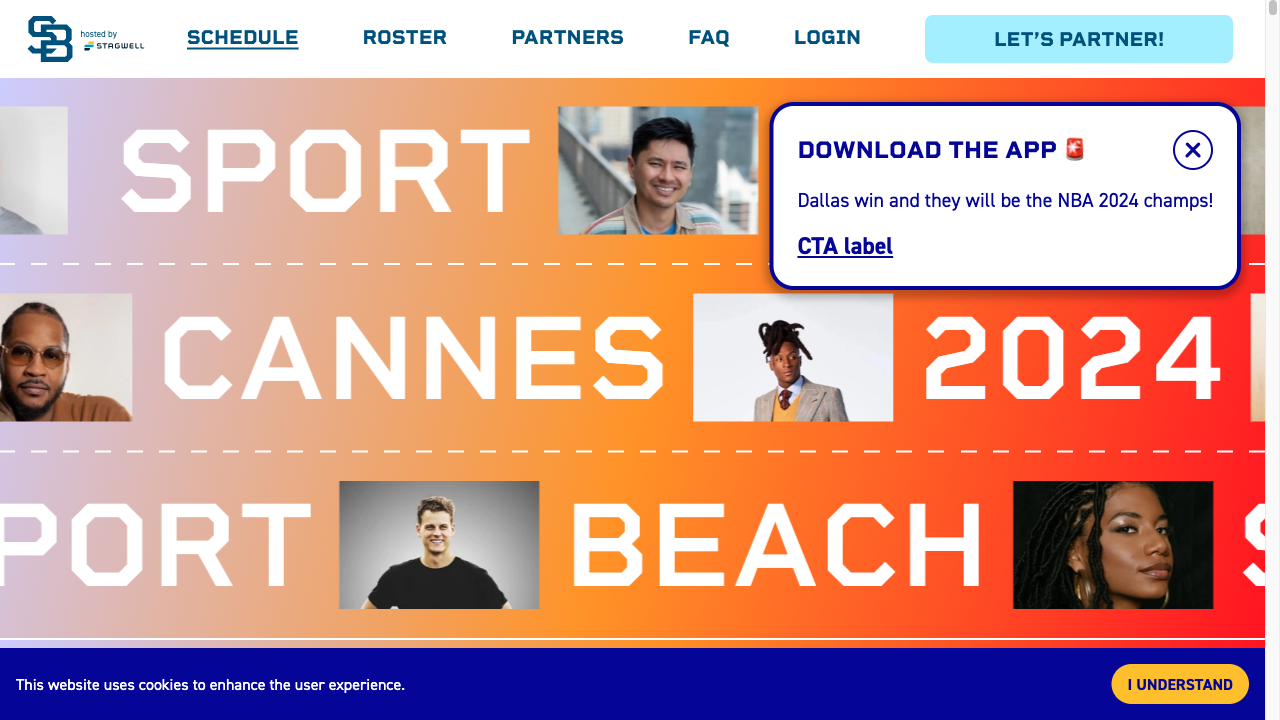 SB hosted by STAGWELL
SCHEDULE ROSTER PARTNERS FAQ LOGIN LET'S PARTNER!
SPORT
DOWNLOAD THE APP 🚨
Dallas win and they will be the NBA 2024 champs!
CTA label
CANNES 2024
PORT BEACH S
This website uses cookies to enhance the user experience.
I UNDERSTAND